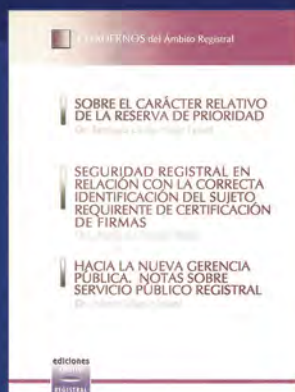 CUADERNOS del Ámbito Registral
SOBRE EL CARÁCTER RELATIVO
DE LA RESERVA DE PRIORIDAD
SEGURIDAD REGISTRAL EN
RELACIÓN CON LA CORRECTA
IDENTIFICACIÓN DEL SUJETO
REQUIRENTE DE CERTIFICACIÓN
DE FIRMAS
HACIA LA NUEVA GERENCIA
PÚBLICA. NOTAS SOBRE
SERVICIO PÚBLICO REGISTRAL
ediciones
REGISTRAL